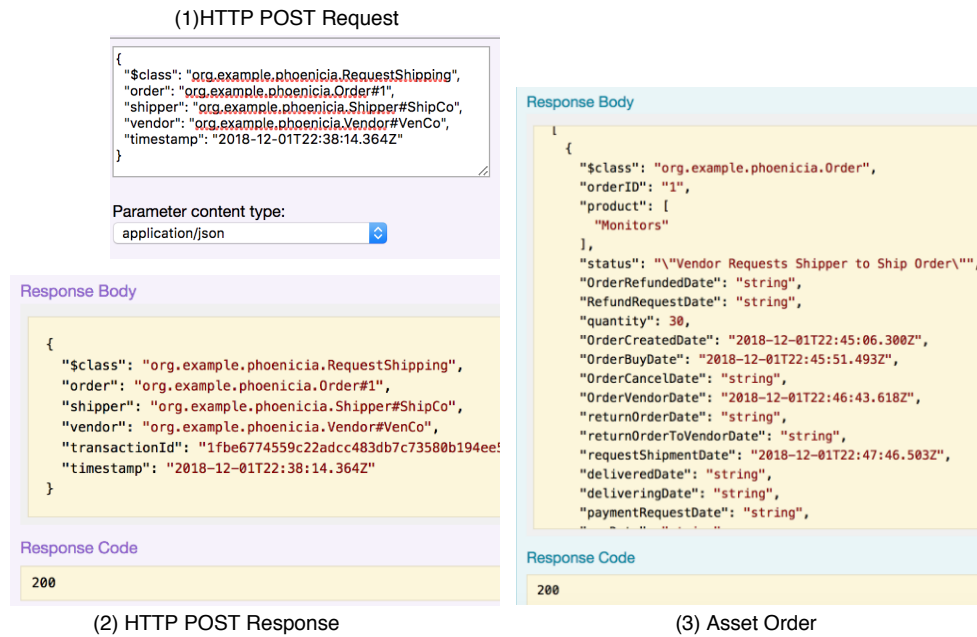 (1)HTTP POST Request
{
"$class": "org.example.phoenicia.RequestShipping",
"order": "org.example.phoenicia.Order#1",
"shipper": "org.example.phoenicia.Shipper#ShipCo",
"vendor": "org.example.phoenicia.Vendor#VenCo",
"timestamp": "2018-12-01T22:38:14.364Z"
}
Parameter content type:
application/json
Response Body
{
"$class": "org.example.phoenicia.RequestShipping",
"order": "org.example.phoenicia.Order#1",
"shipper": "org.example.phoenicia.Shipper#ShipCo",
"vendor": "org.example.phoenicia.Vendor#VenCo",
"transactionId": "1fbe6774559c22adcc483db7c73580b194ee5
"timestamp": "2018-12-01T22:38:14.364Z"
}
Response Code
200
(2) HTTP POST Response
Response Body
[
{
"$class": "org.example.phoenicia.Order",
"orderID": "1",
"product": [
"Monitors"
],
"status": "\"Vendor Requests Shipper to Ship Order\"",
"OrderRefundedDate": "string",
"RefundRequestDate": "string",
"quantity": 30,
"OrderCreatedDate": "2018-12-01T22:45:06.300Z",
"OrderBuyDate": "2018-12-01T22:45:51.493Z",
"OrderCancelDate": "string",
"OrderVendorDate": "2018-12-01T22:46:43.618Z",
"returnOrderDate": "string",
"returnOrderToVendorDate": "string",
"requestShipmentDate": "2018-12-01T22:47:46.503Z",
"deliveredDate": "string",
"deliveringDate": "string",
"paymentRequestDate": "string",
Response Code
200
(3) Asset Order